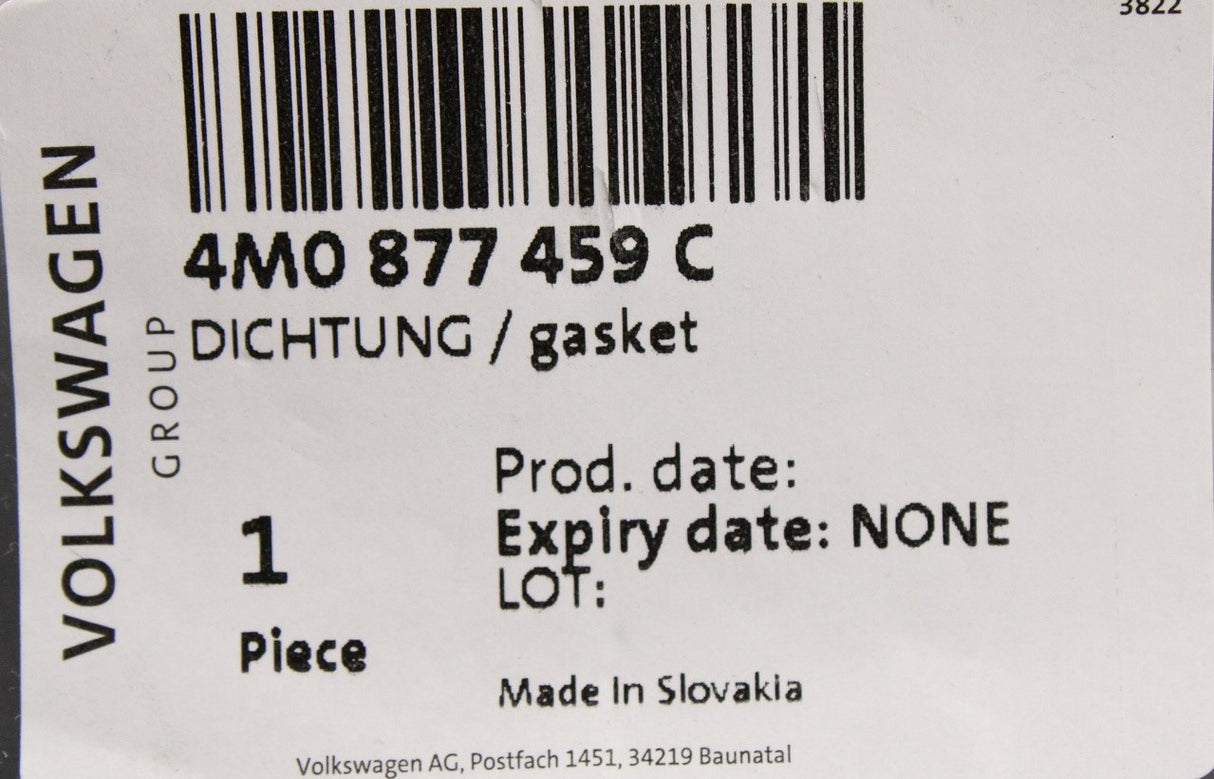 3822
4M0 877 459 C
DICHTUNG / gasket
VOLKSWAGEN
GROUP
Prod. date:
1
Expiry date: NONE
LOT:
Piece
Made In Slovakia
Volkswagen AG, Postfach 1451, 34219 Baunatal